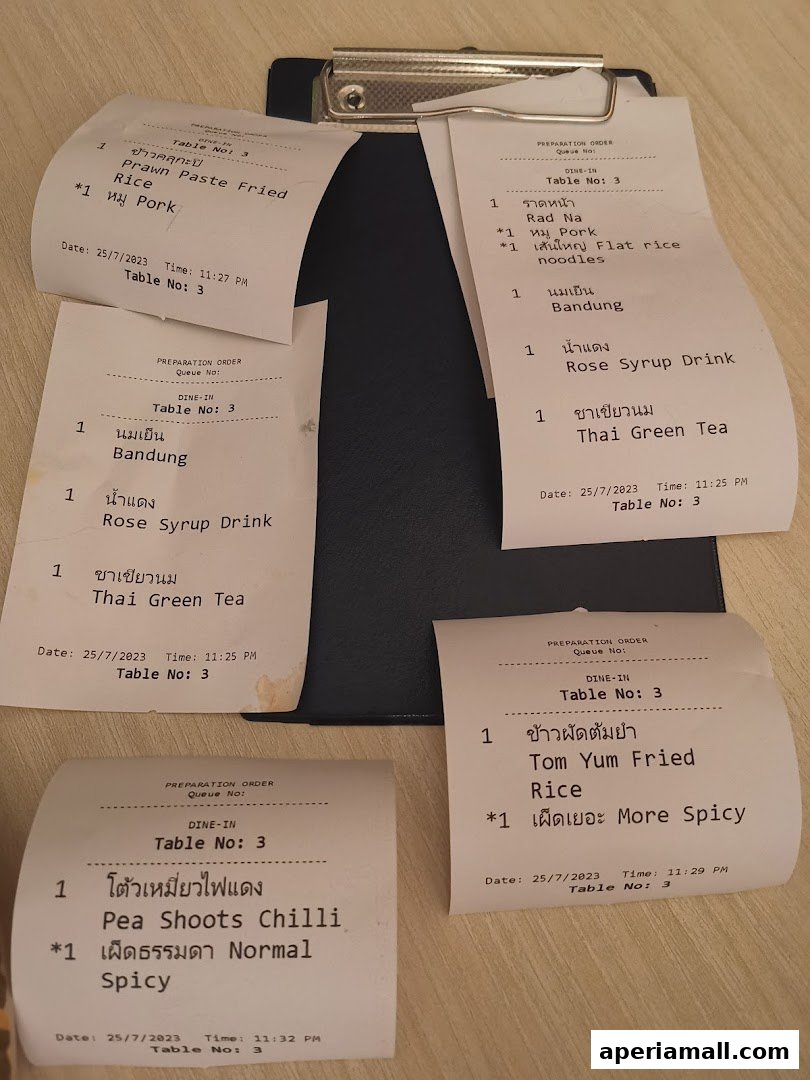 PREPARATION ORDER
Queue No:
DINE-IN
Table No: 3
1 ข้าวคลุกะปิ
Prawn Paste Fried
Rice
*1 หมู Pork
Date: 25/7/2023 Time: 11:27 PM
Table No: 3
PREPARATION ORDER
Queue No:
DINE-IN
Table No: 3
1 ราดหน้า
Rad Na
*1 หมู Pork
*1 เส้นใหญ่ Flat rice
noodles
1 นมเย็น
Bandung
1 น้ำแดง
Rose Syrup Drink
1 ชาเขียวนม
Thai Green Tea
Date: 25/7/2023 Time: 11:25 PM
Table No: 3
PREPARATION ORDER
Queue No:
DINE-IN
Table No: 3
1 นมเย็น
Bandung
1 น้ำแดง
Rose Syrup Drink
1 ชาเขียวนม
Thai Green Tea
Date: 25/7/2023 Time: 11:25 PM
Table No: 3
PREPARATION ORDER
Queue No:
DINE-IN
Table No: 3
1 ข้าวผัดต้มยำ
Tom Yum Fried
Rice
*1 เผ็ดเยอะ More Spicy
Date: 25/7/2023 Time: 11:29 PM
Table No: 3
PREPARATION ORDER
Queue No:
DINE-IN
Table No: 3
1 โต้วเหมี่ยวไฟแดง
Pea Shoots Chilli
*1 เผ็ดธรรมดา Normal
Spicy
Date: 25/7/2023 Time: 11:32 PM
Table No: 3
aperiamall.com